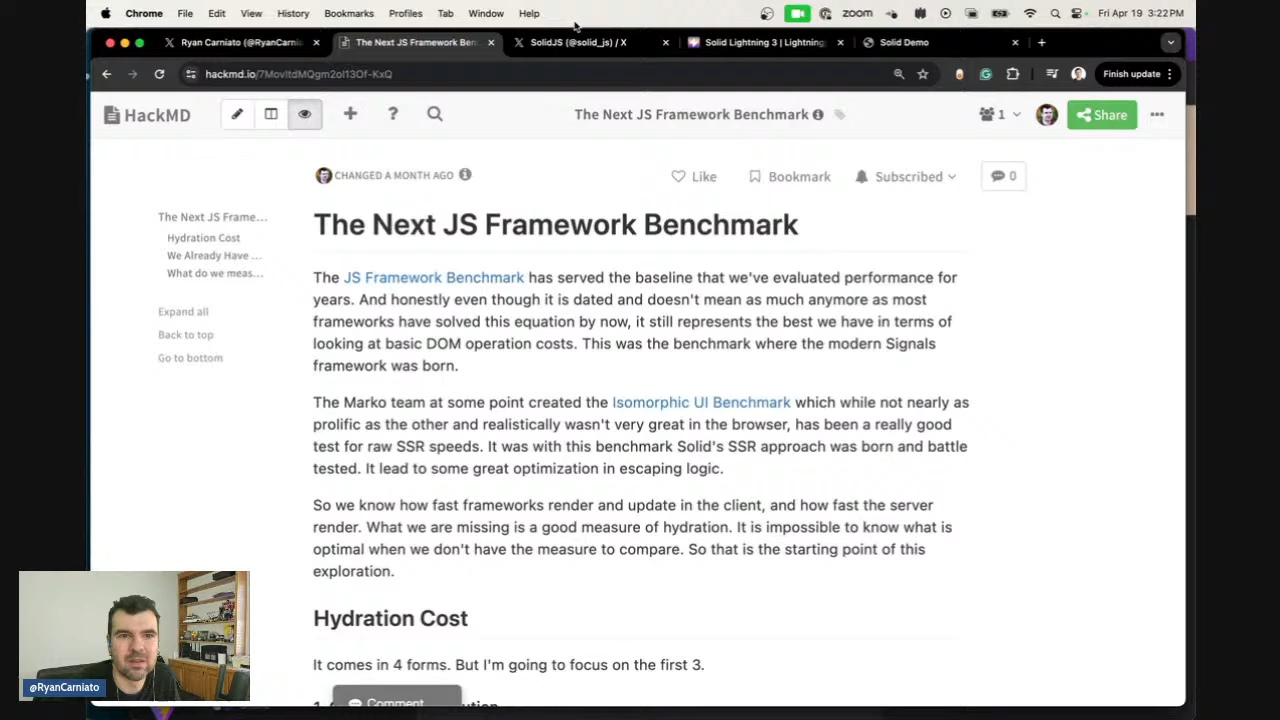 Chrome File Edit View History Bookmarks Profiles Tab Window Help zoom Fri Apr 19 3:22PM
Ryan Carniato (@RyanCarni The Next JS Framework Ben SolidJS (@solid_js) / X Solid Lightning 3 | Lightning Solid Demo
hackmd.io/7MovltdMQgm2oI13Of-KxQ Finish update
HackMD The Next JS Framework Benchmark 1 Share
CHANGED A MONTH AGO Like Bookmark Subscribed 0
The Next JS Frame...
Hydration Cost
We Already Have ...
What do we meas...
Expand all
Back to top
Go to bottom
The Next JS Framework Benchmark
The JS Framework Benchmark has served the baseline that we've evaluated performance for
years. And honestly even though it is dated and doesn't mean as much anymore as most
frameworks have solved this equation by now, it still represents the best we have in terms of
looking at basic DOM operation costs. This was the benchmark where the modern Signals
framework was born.
The Marko team at some point created the Isomorphic UI Benchmark which while not nearly as
prolific as the other and realistically wasn't very great in the browser, has been a really good
test for raw SSR speeds. It was with this benchmark Solid's SSR approach was born and battle
tested. It lead to some great optimization in escaping logic.
So we know how fast frameworks render and update in the client, and how fast the server
render. What we are missing is a good measure of hydration. It is impossible to know what is
optimal when we don't have the measure to compare. So that is the starting point of this
exploration.
Hydration Cost
It comes in 4 forms. But I'm going to focus on the first 3.
Comment
@RyanCarniato